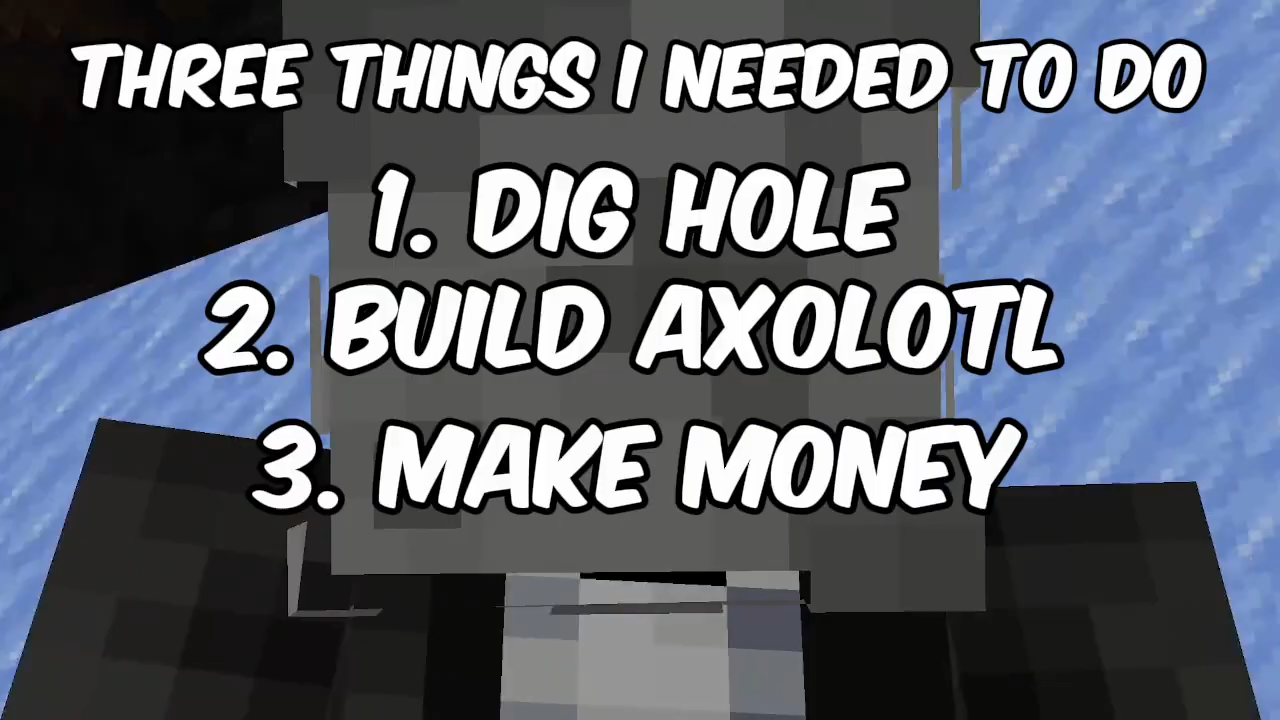 THREE THINGS I NEEDED TO DO
1. DIG HOLE
2. BUILD AXOLOTL
3. MAKE MONEY